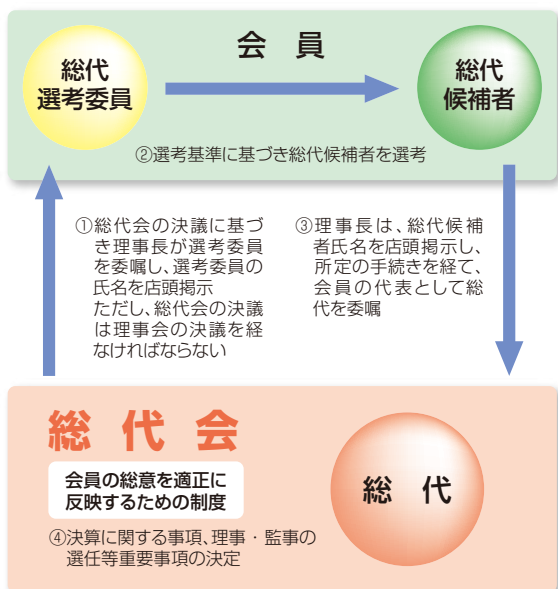 会 員
総代
選考委員
総代
候補者
②選考基準に基づき総代候補者を選考
①総代会の決議に基づ
き理事長が選考委員
を委嘱し、選考委員の
氏名を店頭掲示
ただし、総代会の決議
は理事会の決議を経
なければならない
③理事長は、総代候補
者氏名を店頭掲示し、
所定の手続きを経て、
会員の代表として総
代を委嘱
総 代 会
会員の総意を適正に
反映するための制度
④決算に関する事項、理事・監事の
選任等重要事項の決定
総 代